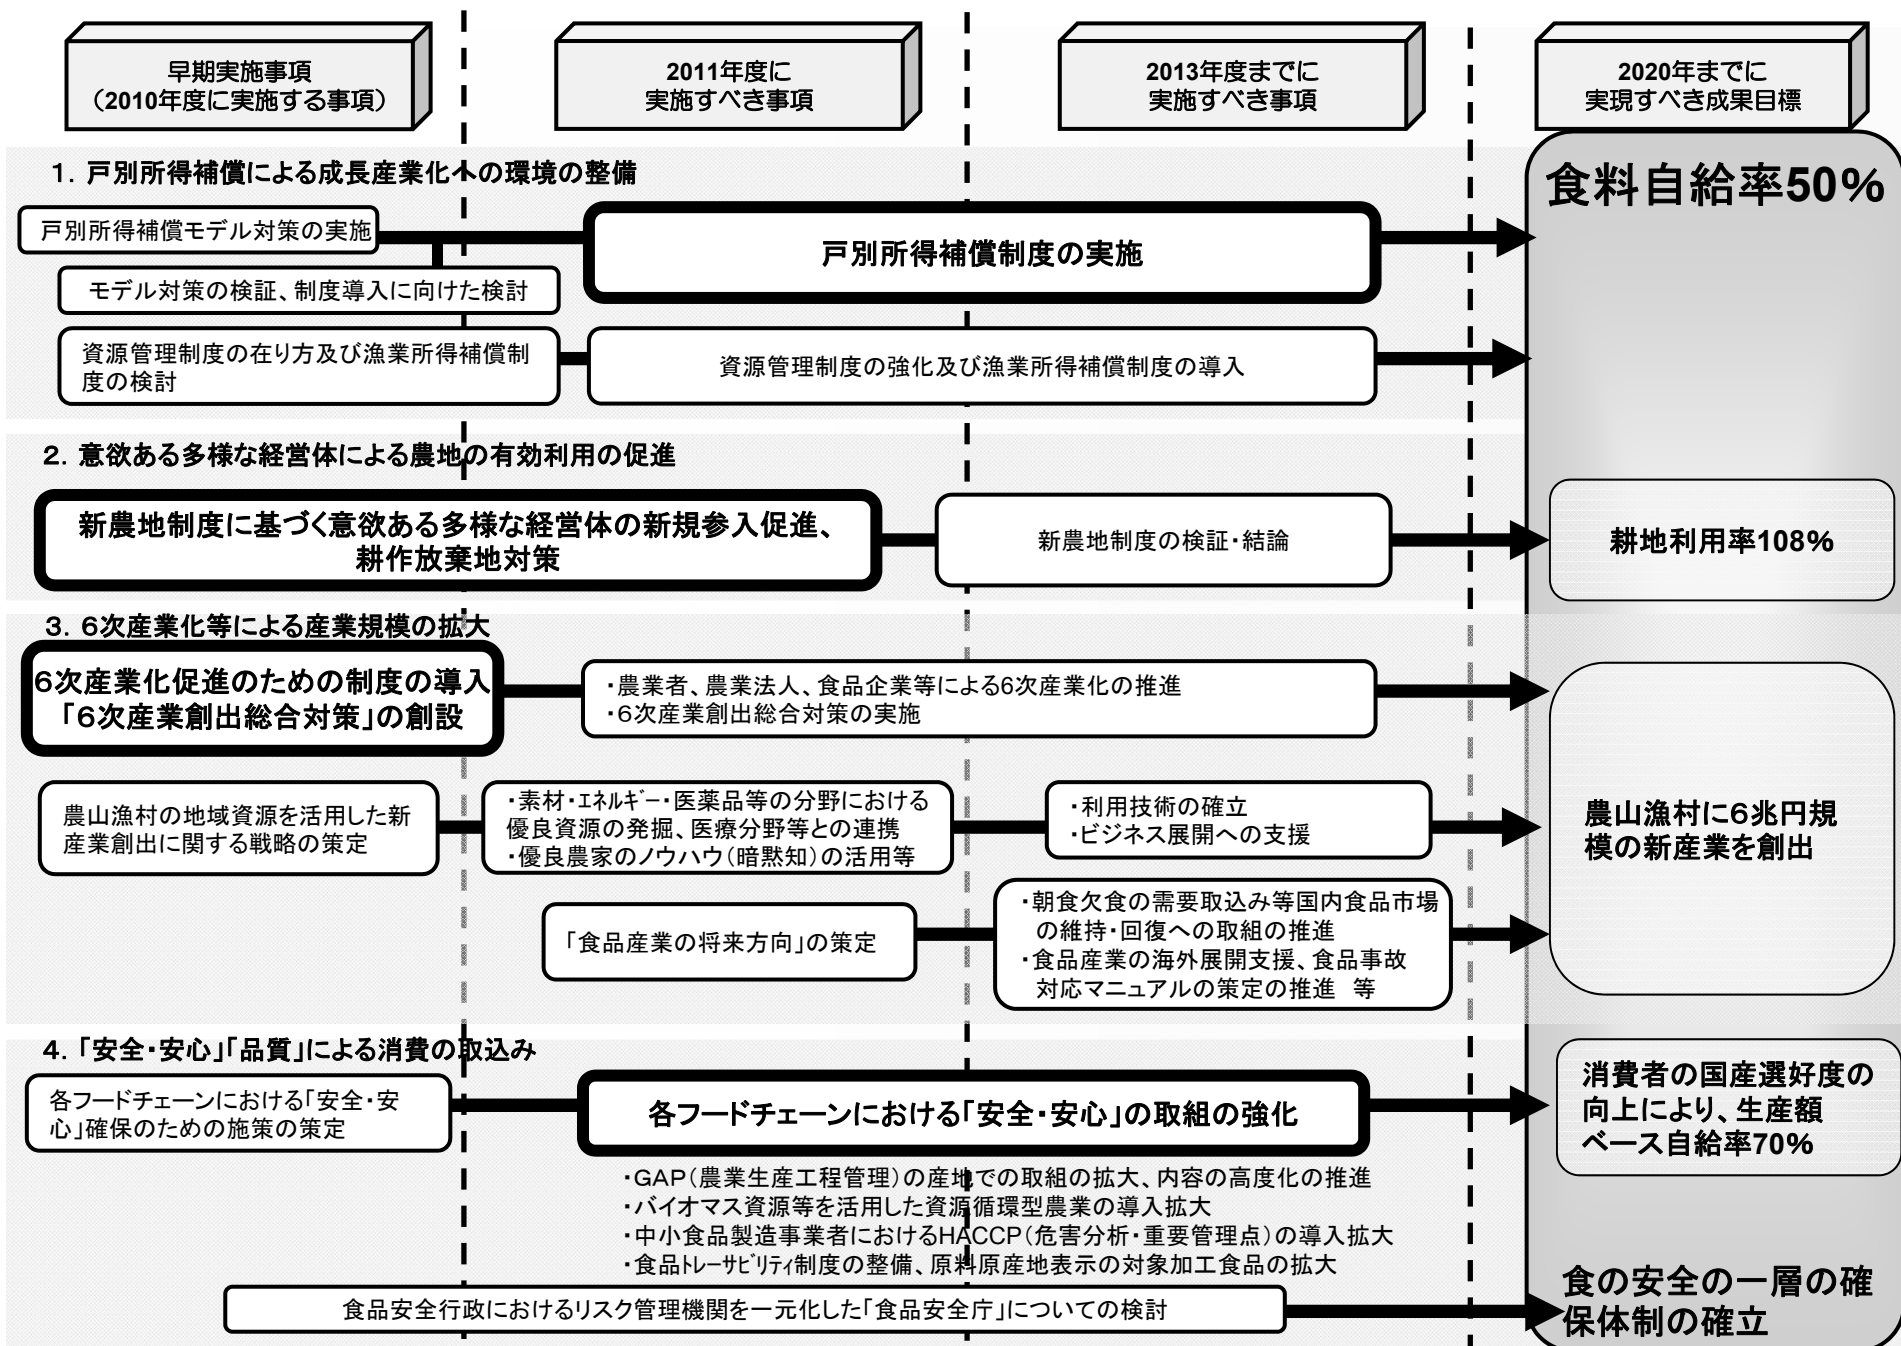 早期実施事項
（2010年度に実施する事項）
2011年度に
実施すべき事項
2013年度までに
実施すべき事項
2020年までに
実現すべき成果目標
1．戸別所得補償による成長産業化への環境の整備
食料自給率50%
戸別所得補償モデル対策の実施
戸別所得補償制度の実施
モデル対策の検証、制度導入に向けた検討
資源管理制度の在り方及び漁業所得補償制
度の検討
資源管理制度の強化及び漁業所得補償制度の導入
2．意欲ある多様な経営体による農地の有効利用の促進
新農地制度に基づく意欲ある多様な経営体の新規参入促進、
耕作放棄地対策
新農地制度の検証・結論
耕地利用率108%
3．6次産業化等による産業規模の拡大
6次産業化促進のための制度の導入
「6次産業創出総合対策」の創設
・農業者、農業法人、食品企業等による6次産業化の推進
・6次産業創出総合対策の実施
農山漁村の地域資源を活用した新
産業創出に関する戦略の策定
・素材・ｴﾈﾙｷﾞｰ・医薬品等の分野における
優良資源の発掘、医療分野等との連携
・優良農家のノウハウ（暗黙知）の活用等
・利用技術の確立
・ビジネス展開への支援
農山漁村に6兆円規
模の新産業を創出
「食品産業の将来方向」の策定
・朝食欠食の需要取込み等国内食品市場
の維持・回復への取組の推進
・食品産業の海外展開支援、食品事故
対応マニュアルの策定の推進　等
4．「安全・安心」「品質」による消費の取込み
各フードチェーンにおける「安全・安
心」確保のための施策の策定
各フードチェーンにおける「安全・安心」の取組の強化
消費者の国産選好度の
向上により、生産額
ベース自給率70%
・GAP（農業生産工程管理）の産地での取組の拡大、内容の高度化の推進
・バイオマス資源等を活用した資源循環型農業の導入拡大
・中小食品製造事業者におけるHACCP（危害分析・重要管理点）の導入拡大
・食品ﾄﾚｰｻﾋﾞﾘﾃｨ制度の整備、原料原産地表示の対象加工食品の拡大
食品安全行政におけるリスク管理機関を一元化した「食品安全庁」についての検討
食の安全の一層の確
保体制の確立